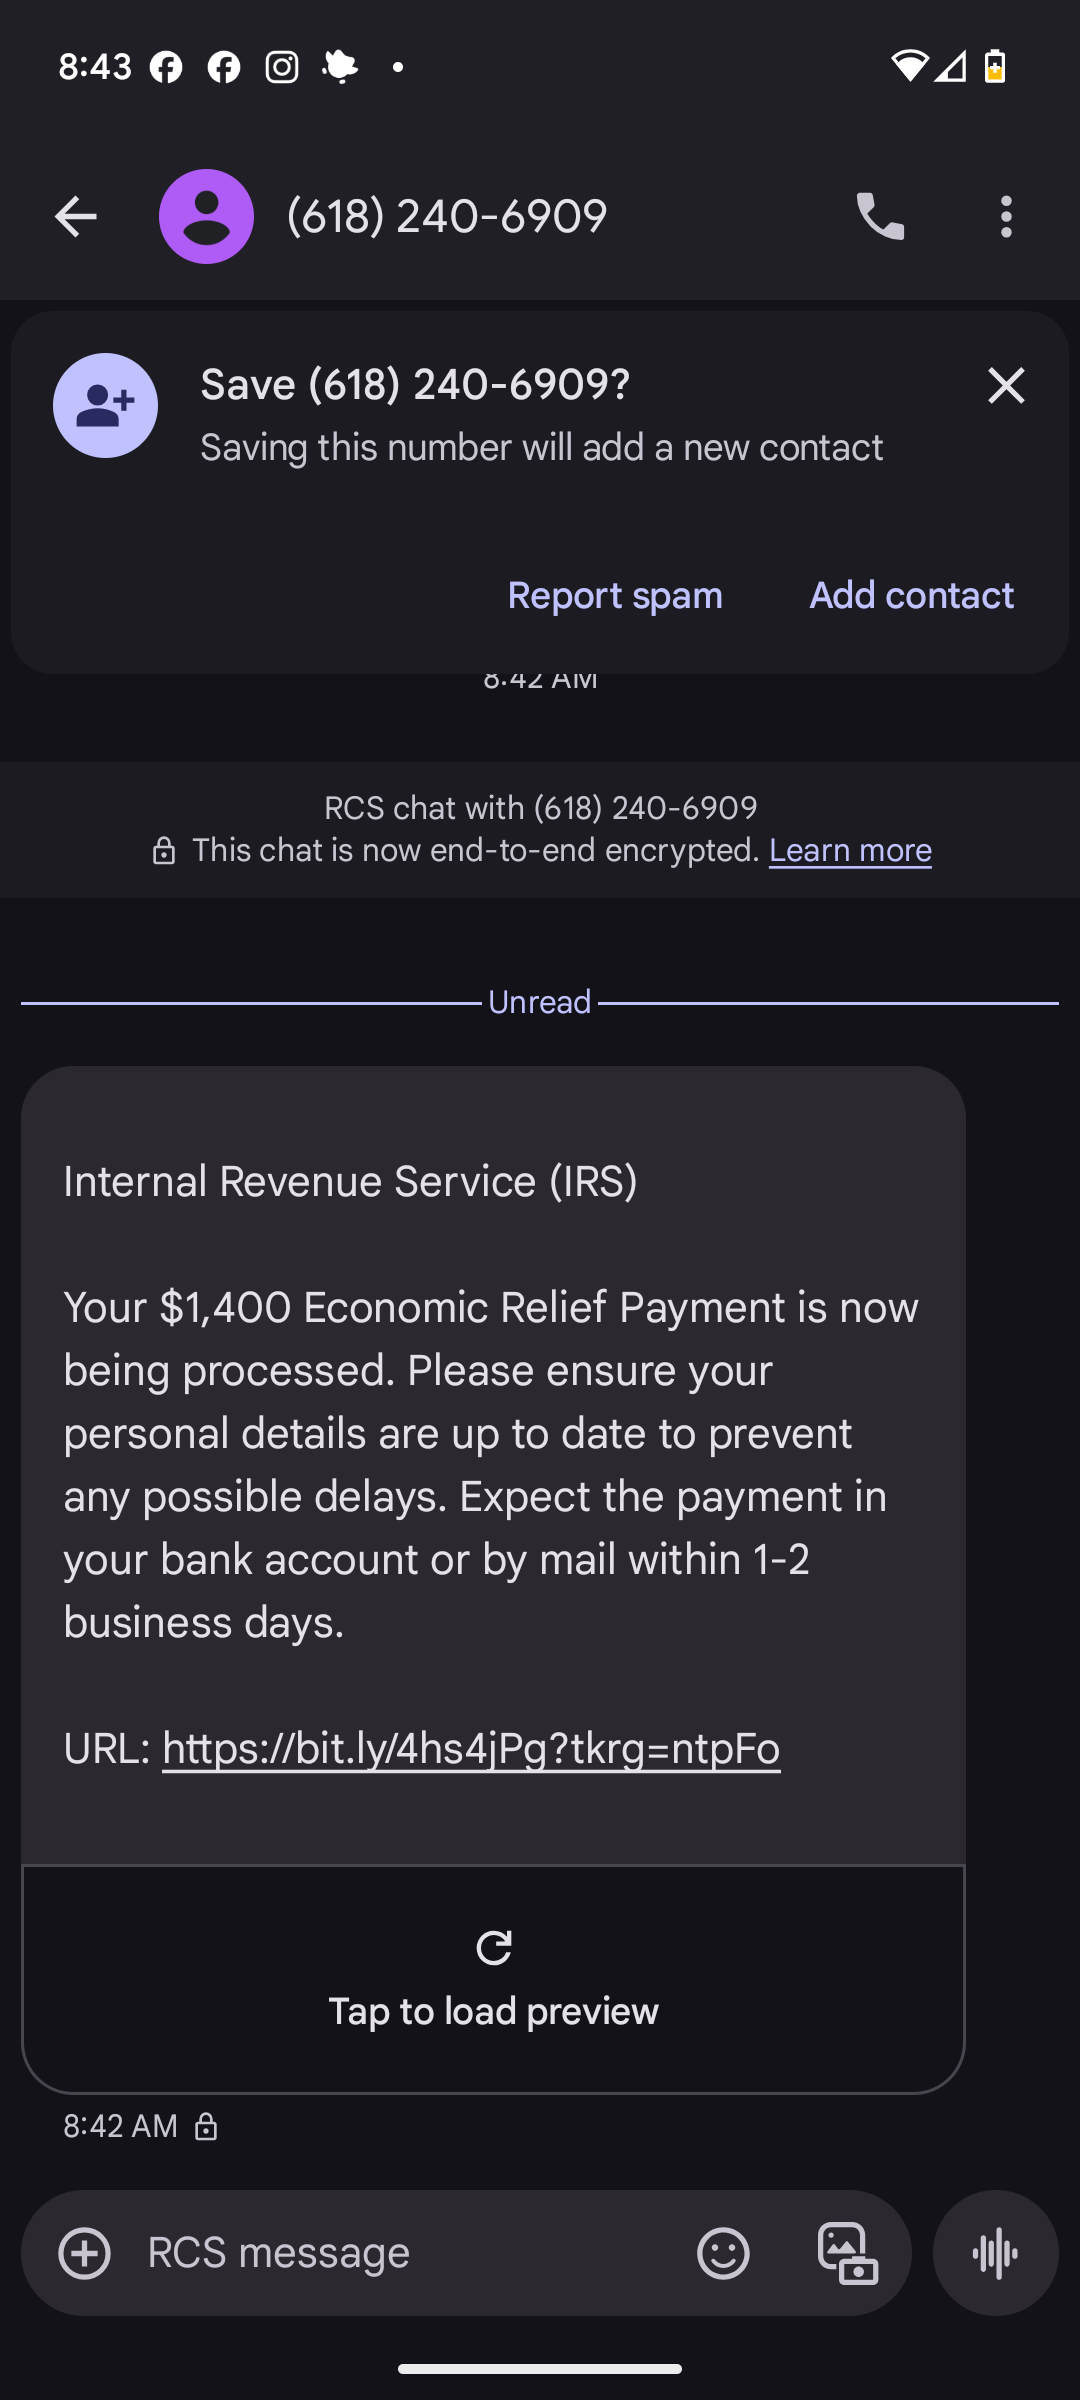 8:43
(618) 240-6909
Save (618) 240-6909?
Saving this number will add a new contact
Report spam Add contact
8:42 AM
RCS chat with (618) 240-6909
This chat is now end-to-end encrypted. Learn more
Unread
Internal Revenue Service (IRS)
Your $1,400 Economic Relief Payment is now
being processed. Please ensure your
personal details are up to date to prevent
any possible delays. Expect the payment in
your bank account or by mail within 1-2
business days.
URL: https://bit.ly/4hs4jPg?tkrg=ntpFo
Tap to load preview
8:42 AM
RCS message